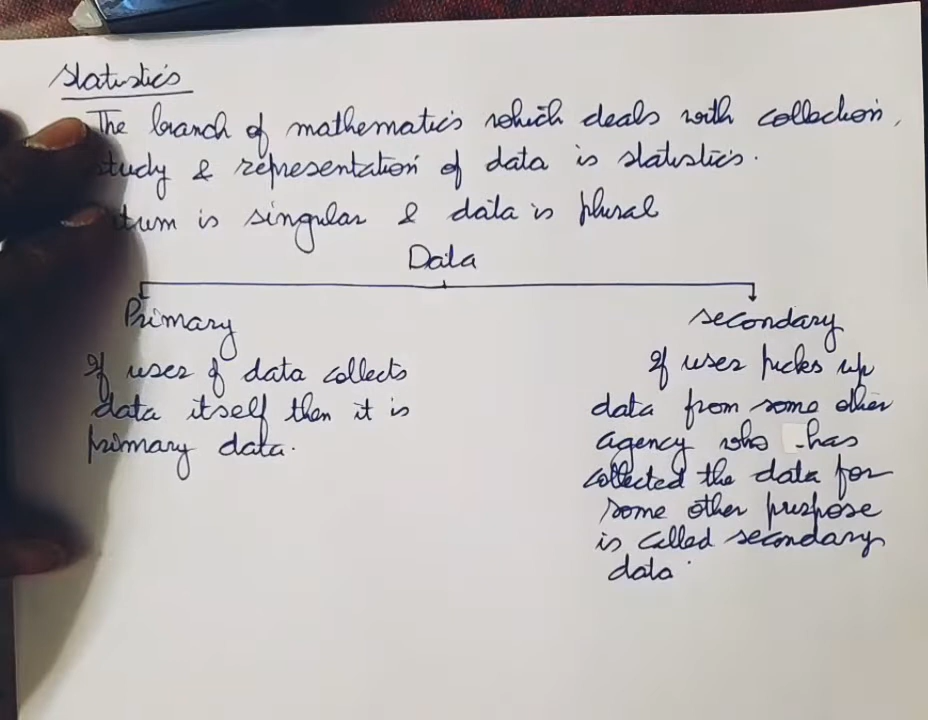 Statistics
The branch of mathematics which deals with collection,
study & representation of data is statistics.
tum is singular & data is plural
Data
Primary
If user of data collects
data itself then it is
primary data.
secondary
If user picks up
data from some other
agency who has
collected the data for
some other purpose
is called secondary
data.